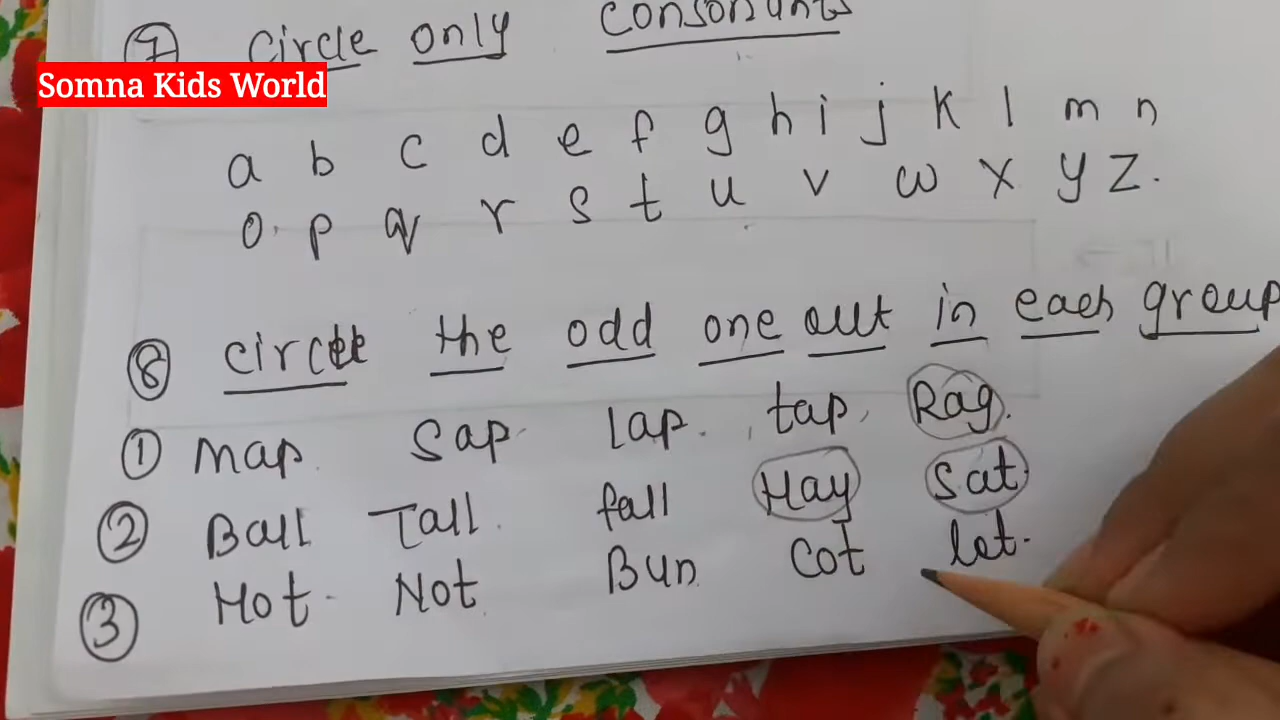 7 Circle only consonants
Somna Kids World
a b c d e f g h i j k l m n
o. p q r s t u v w x y z.
8 circle the odd one out in each group
1 map. Sap lap. tap, Rag.
2 Ball Tall. fall Hay Sat.
3 Hot. Not Bun Cot let.